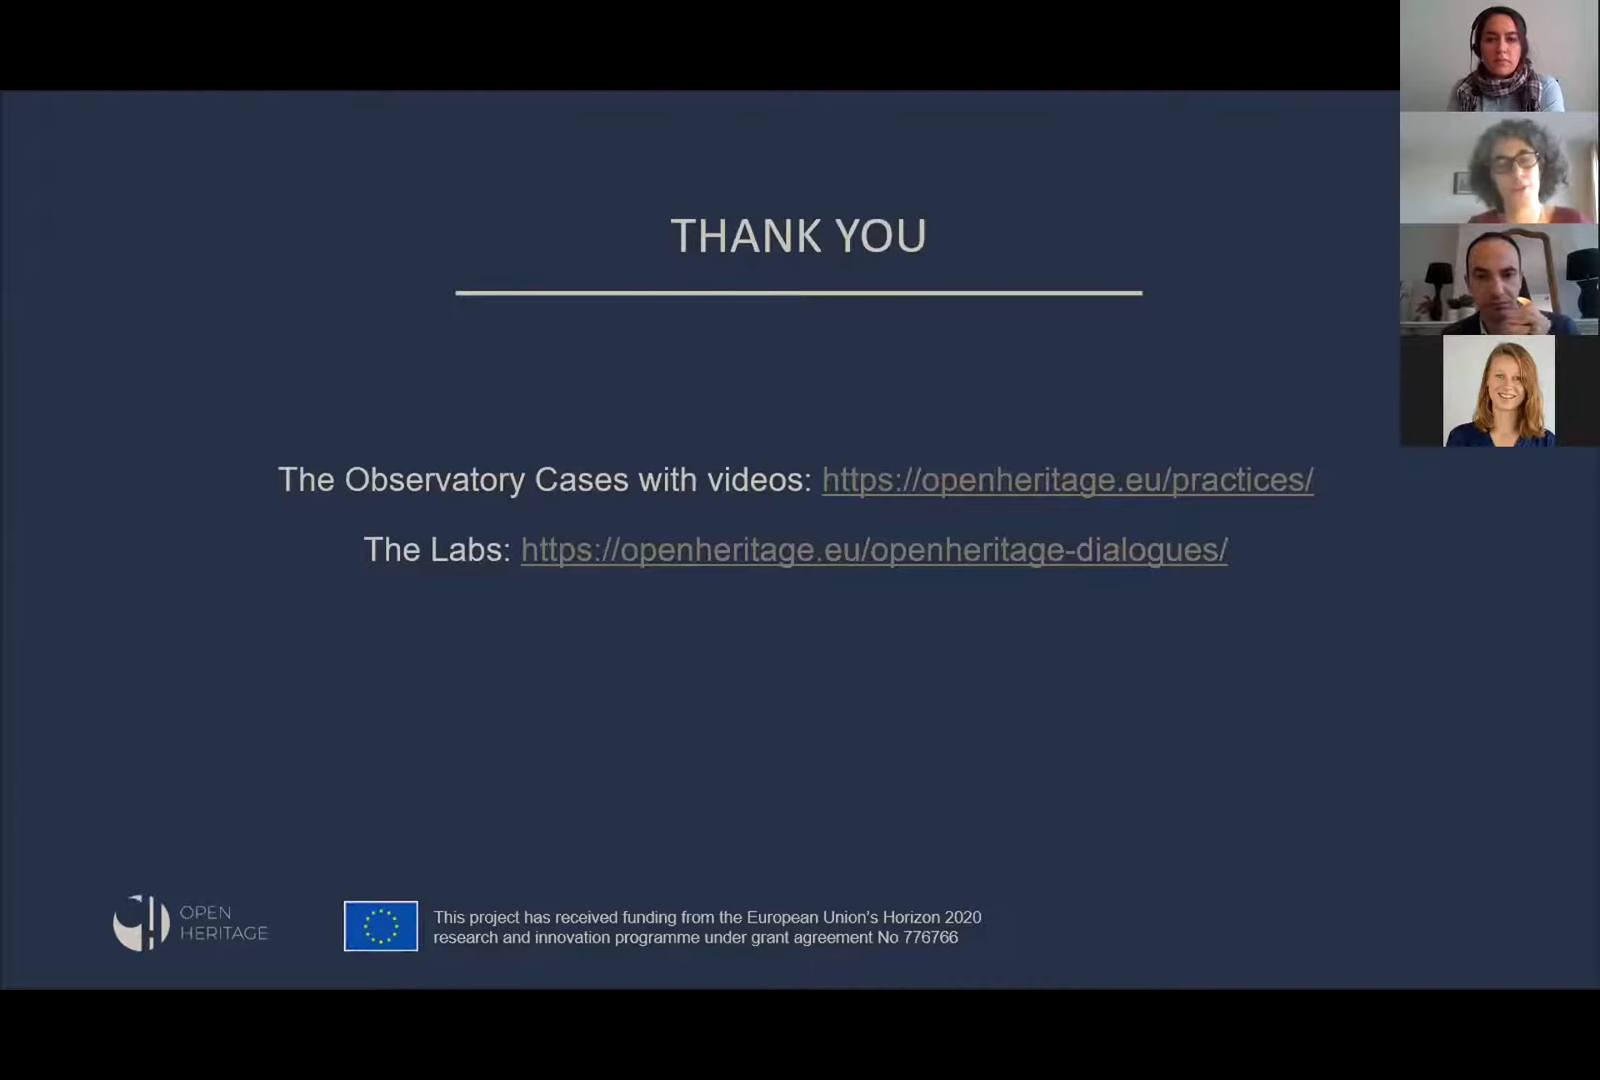 THANK YOU
The Observatory Cases with videos: https://openheritage.eu/practices/
The Labs: https://openheritage.eu/openheritage-dialogues/
OPEN
HERITAGE
This project has received funding from the European Union's Horizon 2020
research and innovation programme under grant agreement No 776766